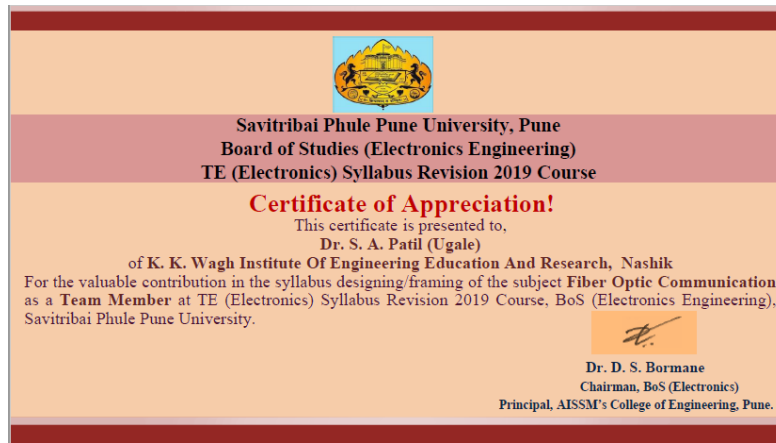 Savitribai Phule Pune University, Pune
Board of Studies (Electronics Engineering)
TE (Electronics) Syllabus Revision 2019 Course
Certificate of Appreciation!
This certificate is presented to,
Dr. S. A. Patil (Ugale)
of K. K. Wagh Institute Of Engineering Education And Research, Nashik
For the valuable contribution in the syllabus designing/framing of the subject Fiber Optic Communication
as a Team Member at TE (Electronics) Syllabus Revision 2019 Course, BoS (Electronics Engineering),
Savitribai Phule Pune University.
Dr. D. S. Bormane
Chairman, BoS (Electronics)
Principal, AISSM's College of Engineering, Pune.